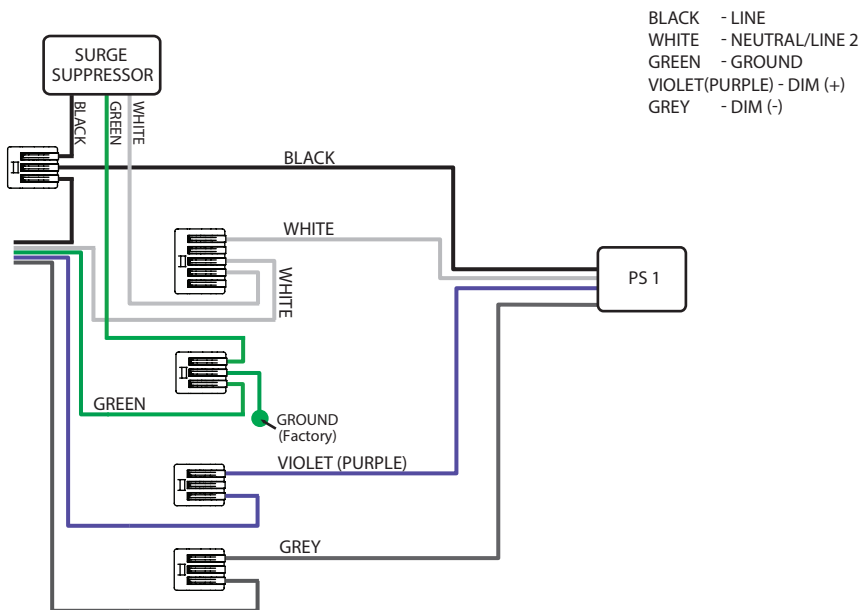 BLACK - LINE
WHITE - NEUTRAL/LINE 2
GREEN - GROUND
VIOLET(PURPLE) - DIM (+)
GREY - DIM (-)
SURGE
SUPPRESSOR
BLACK
GREEN
WHITE
BLACK
WHITE
WHITE
PS 1
GREEN
GROUND
(Factory)
VIOLET (PURPLE)
GREY